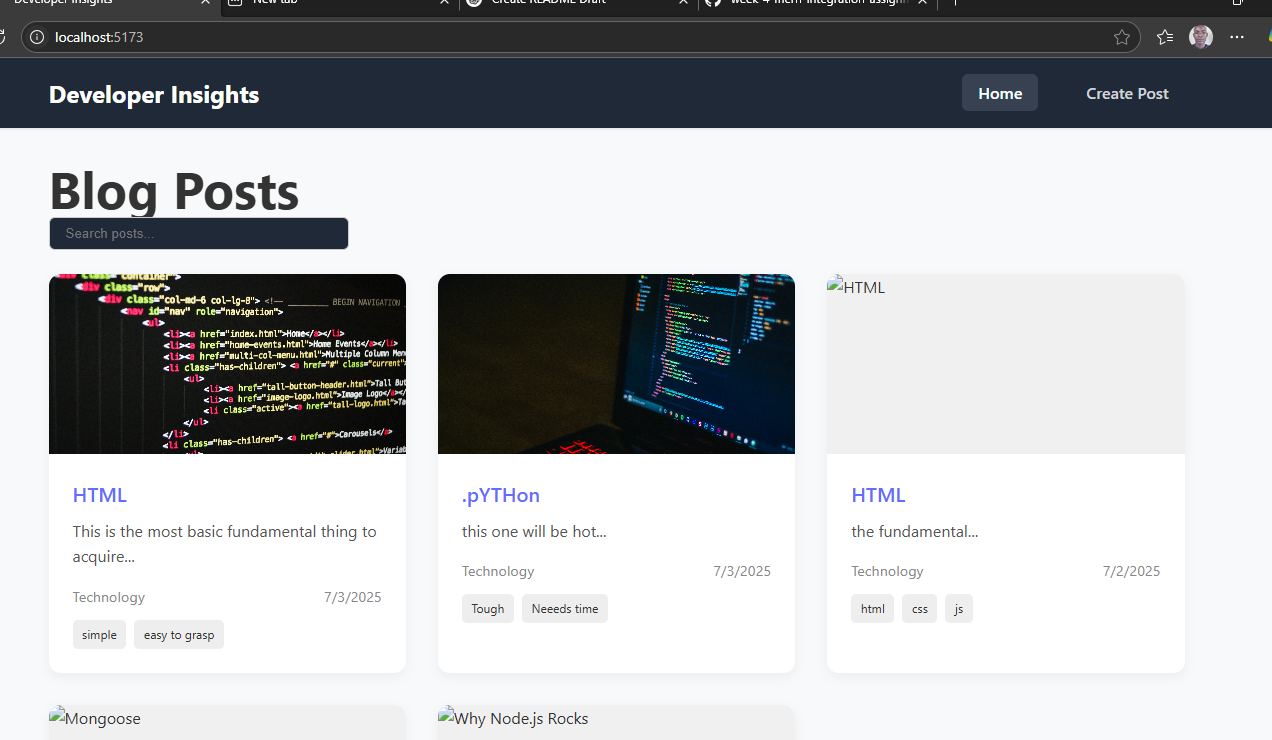 Developer Insights
New tab
Create README Draft
week-4-mern-integration-assignm
localhost:5173
Developer Insights
Home
Create Post
Blog Posts
Search posts...
class="container">
<div class="row">
<div class="col-md-6 col-lg-8"> <!-- ________ BEGIN NAVIGATION
<nav id="nav" role="navigation">
<ul>
<li><a href="index.html">Home</a></li>
<li><a href="home-events.html">Home Events</a></li>
<li><a href="multi-col-menu.html">Multiple Column Men
<li class="has-children"> <a href="#" class="current"
<ul>
<li><a href="tall-button-header.html">Tall But
<li><a href="image-logo.html">Image Logo</a></
<li class="active"><a href="tall-logo.html">Ta
</ul>
</li>
<li class="has-children"> <a href="#">Carousels</a>
HTML
This is the most basic fundamental thing to
acquire...
Technology
7/3/2025
simple
easy to grasp
.pYTHon
this one will be hot...
Technology
7/3/2025
Tough
Neeeds time
HTML
HTML
the fundamental...
Technology
7/2/2025
html
css
js
Mongoose
Why Node.js Rocks